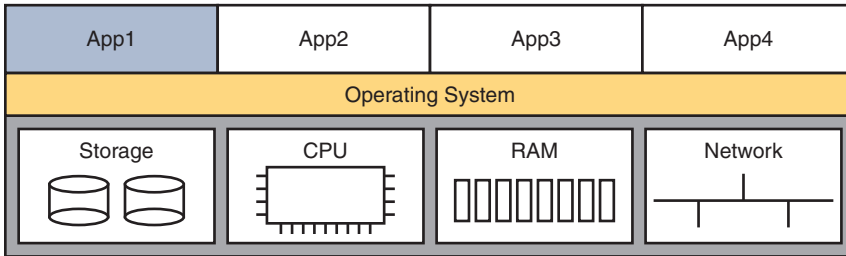 App1 App2 App3 App4
Operating System
Storage CPU RAM Network